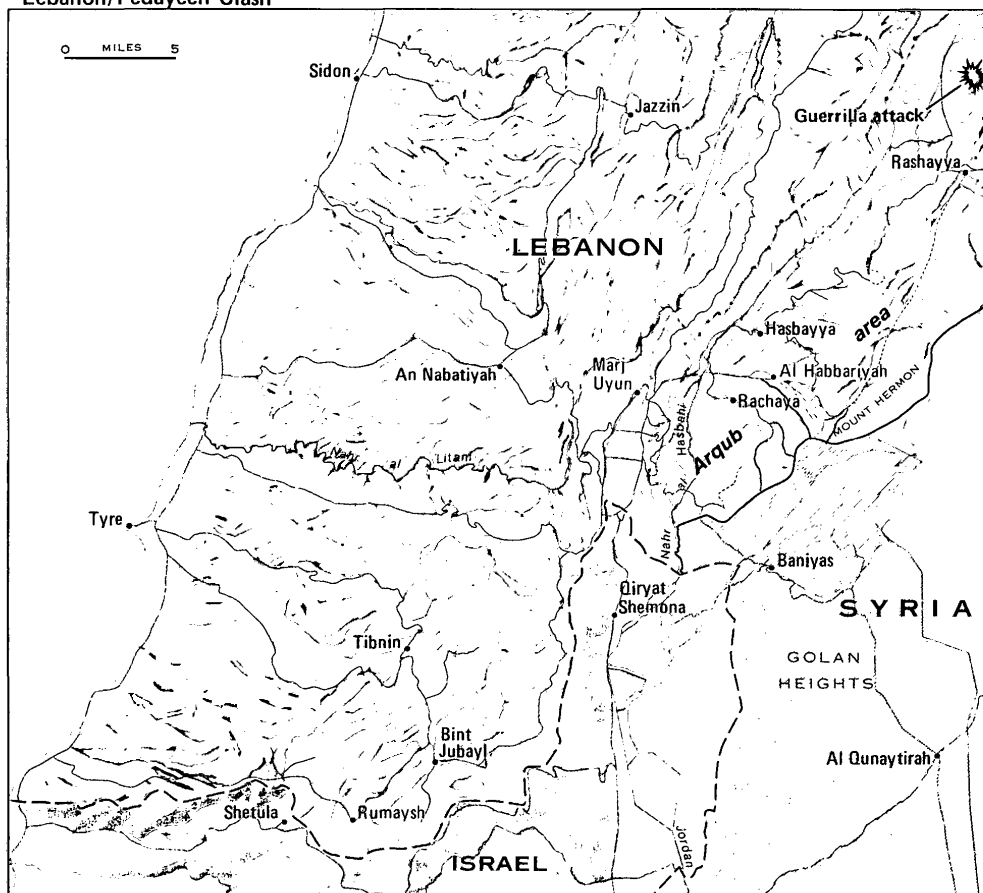 Lebanon/Fedayeen Clash
0 MILES 5
Sidon
Jazzin
Guerrilla attack
Rashayya
LEBANON
Hasbayya
area
An Nabatiyah
Marj
Uyun
Al Habbariyah
MOUNT HERMON
Rachaya
Nahr al Hasbani
Arqub
Nahr al Litani
Tyre
Baniyas
Qiryat
Shemona
SYRIA
Tibnin
GOLAN
HEIGHTS
Bint
Jubayl
Al Qunaytirah
Shetula
Rumaysh
ISRAEL
Jordan